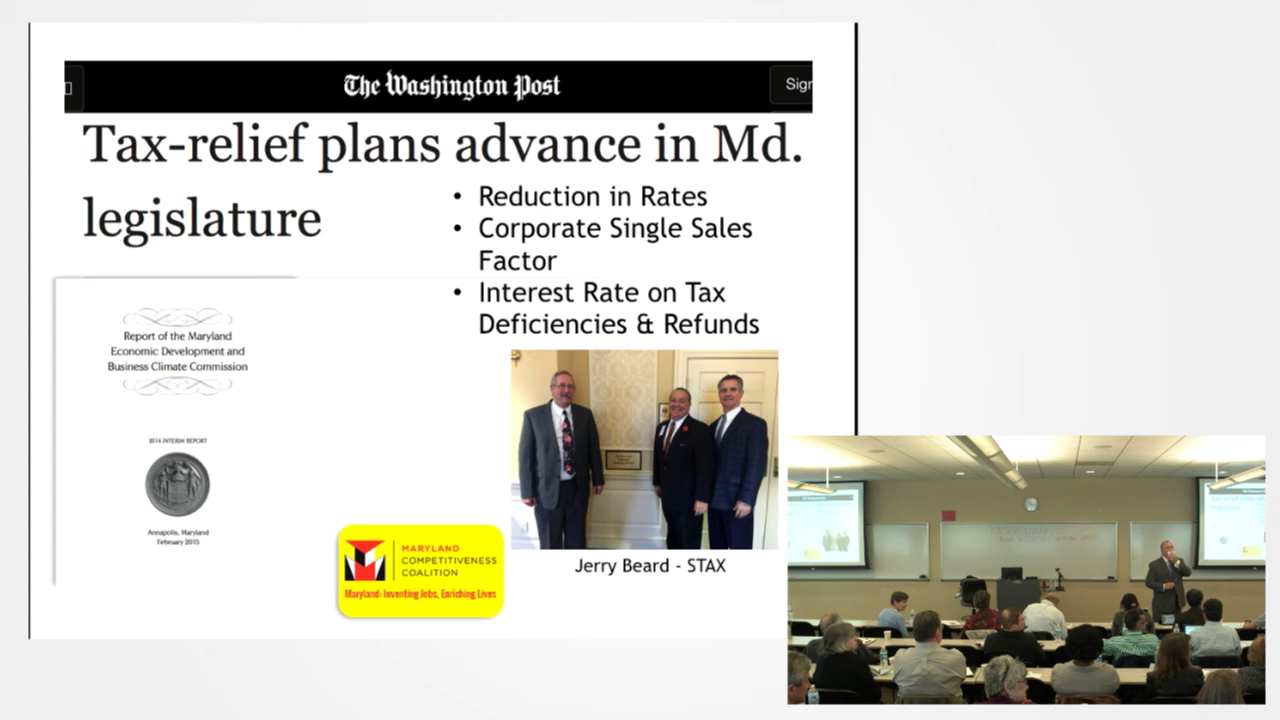 The Washington Post
Sign
Tax-relief plans advance in Md.
legislature
• Reduction in Rates
• Corporate Single Sales
Factor
• Interest Rate on Tax
Deficiencies & Refunds
Report of the Maryland
Economic Development and
Business Climate Commission
2014 INTERIM REPORT
Annapolis, Maryland
February 2015
MARYLAND
COMPETITIVENESS
COALITION
Maryland: Inventing Jobs, Enriching Lives
Jerry Beard - STAX